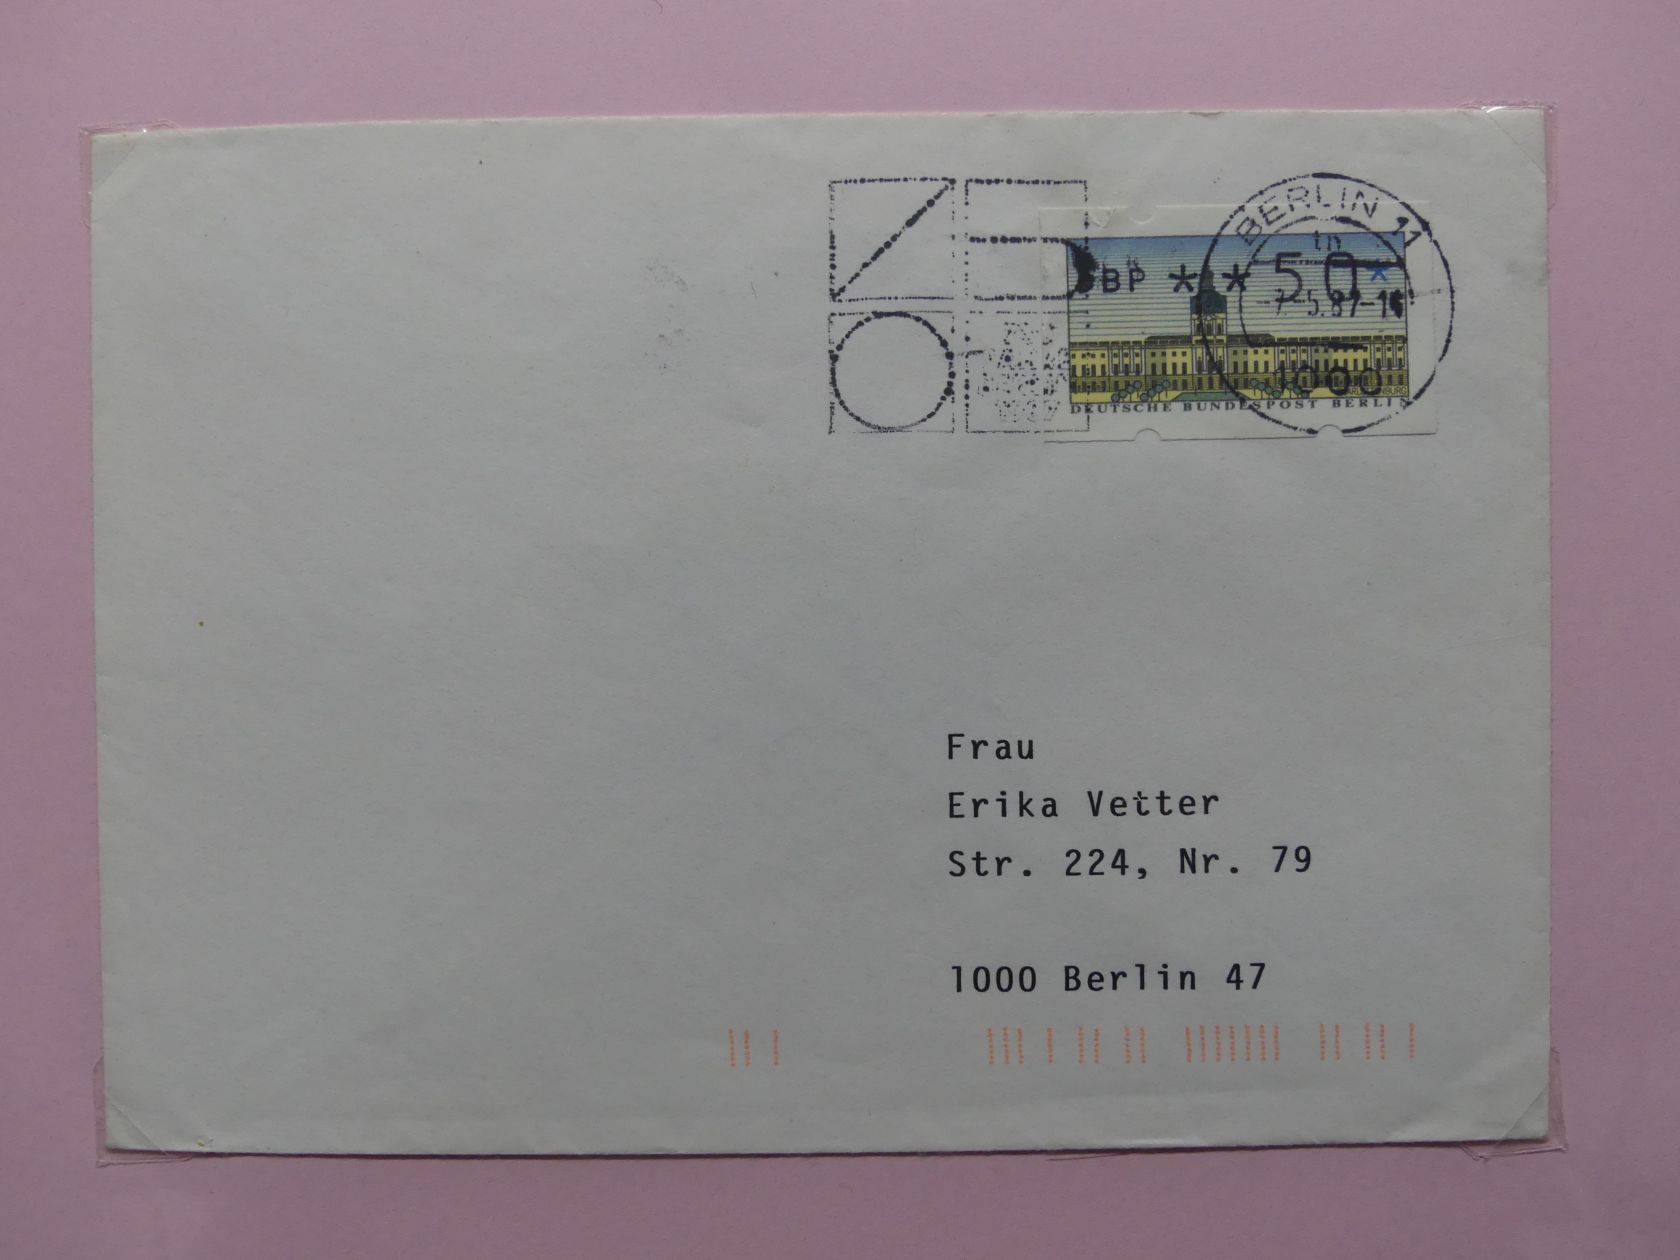 BERLIN 11
DBP ** 50*
-7.-5.87-16
1000
DEUTSCHE BUNDESPOST BERLIN
Frau
Erika Vetter
Str. 224, Nr. 79
1000 Berlin 47